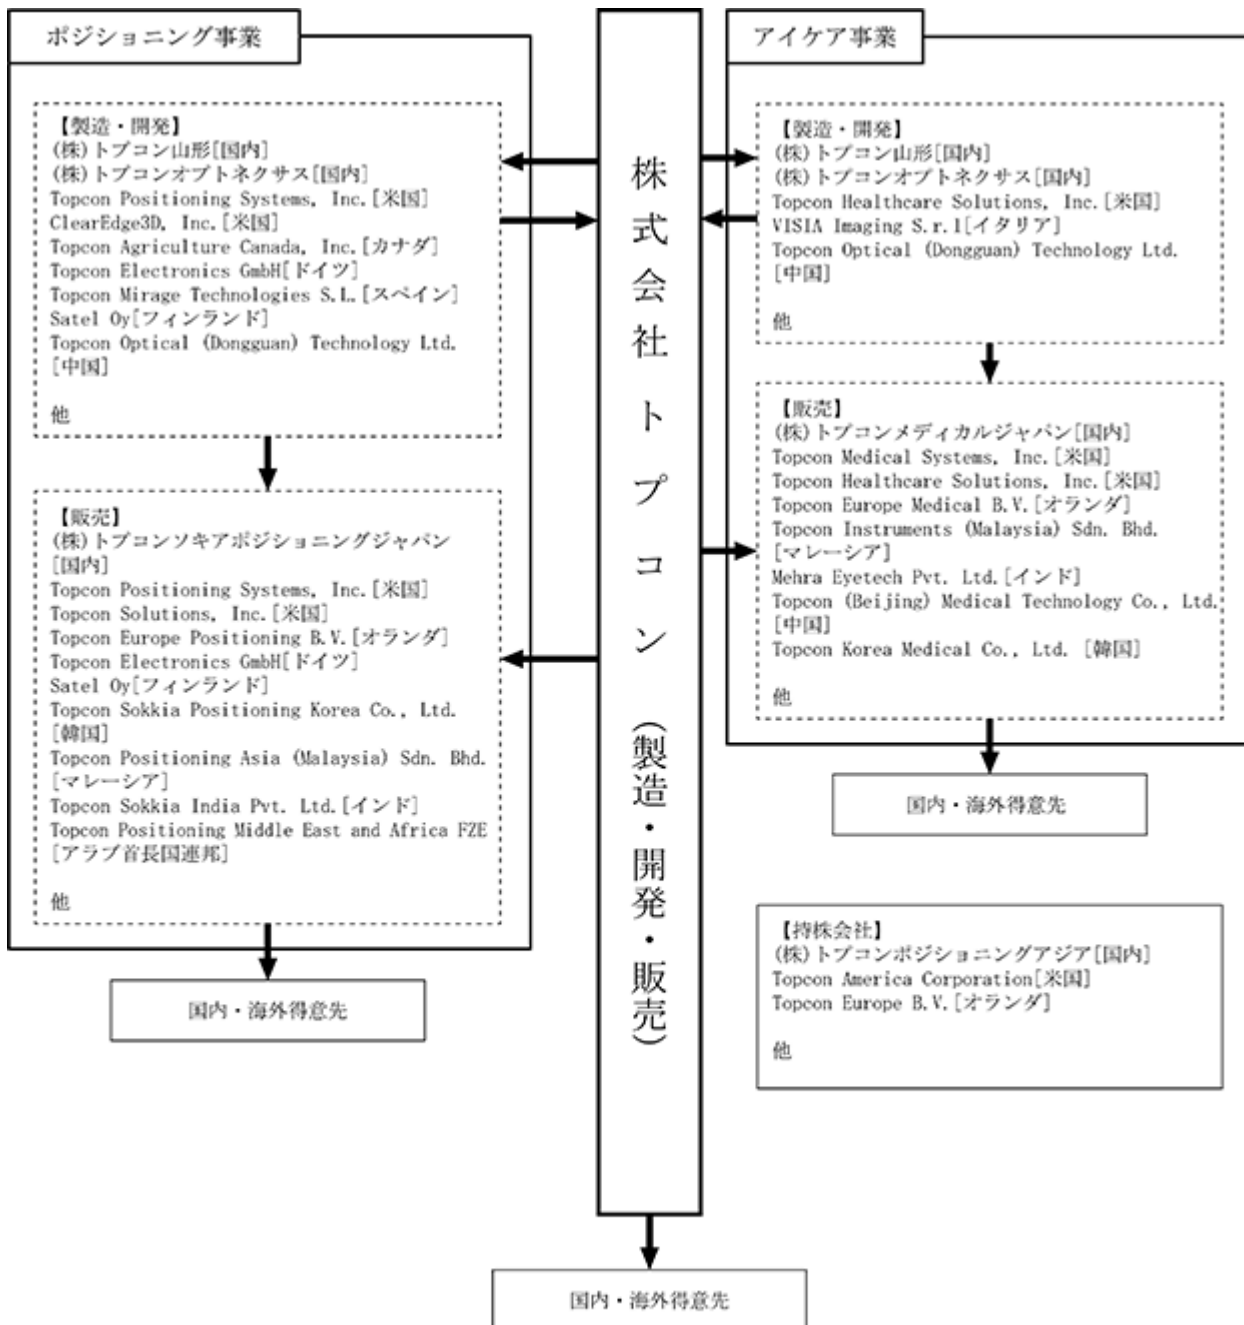 ポジショニング事業
【製造・開発】
(株)トプコン山形[国内]
(株)トプコンオプトネクサス[国内]
Topcon Positioning Systems, Inc.[米国]
ClearEdge3D, Inc.[米国]
Topcon Agriculture Canada, Inc.[カナダ]
Topcon Electronics GmbH[ドイツ]
Topcon Mirage Technologies S.L.[スペイン]
Satel Oy[フィンランド]
Topcon Optical (Dongguan) Technology Ltd.
[中国]
他
【販売】
(株)トプコンソキアポジショニングジャパン
[国内]
Topcon Positioning Systems, Inc.[米国]
Topcon Solutions, Inc.[米国]
Topcon Europe Positioning B.V.[オランダ]
Topcon Electronics GmbH[ドイツ]
Satel Oy[フィンランド]
Topcon Sokkia Positioning Korea Co., Ltd.
[韓国]
Topcon Positioning Asia (Malaysia) Sdn. Bhd.
[マレーシア]
Topcon Sokkia India Pvt. Ltd.[インド]
Topcon Positioning Middle East and Africa FZE
[アラブ首長国連邦]
他
国内・海外得意先
株式会社トプコン(製造・開発・販売)
国内・海外得意先
アイケア事業
【製造・開発】
(株)トプコン山形[国内]
(株)トプコンオプトネクサス[国内]
Topcon Healthcare Solutions, Inc.[米国]
VISIA Imaging S.r.l[イタリア]
Topcon Optical (Dongguan) Technology Ltd.
[中国]
他
【販売】
(株)トプコンメディカルジャパン[国内]
Topcon Medical Systems, Inc.[米国]
Topcon Healthcare Solutions, Inc.[米国]
Topcon Europe Medical B.V.[オランダ]
Topcon Instruments (Malaysia) Sdn. Bhd.
[マレーシア]
Mehra Eyetech Pvt. Ltd.[インド]
Topcon (Beijing) Medical Technology Co., Ltd.
[中国]
Topcon Korea Medical Co., Ltd. [韓国]
他
国内・海外得意先
【持株会社】
(株)トプコンポジショニングアジア[国内]
Topcon America Corporation[米国]
Topcon Europe B.V.[オランダ]
他